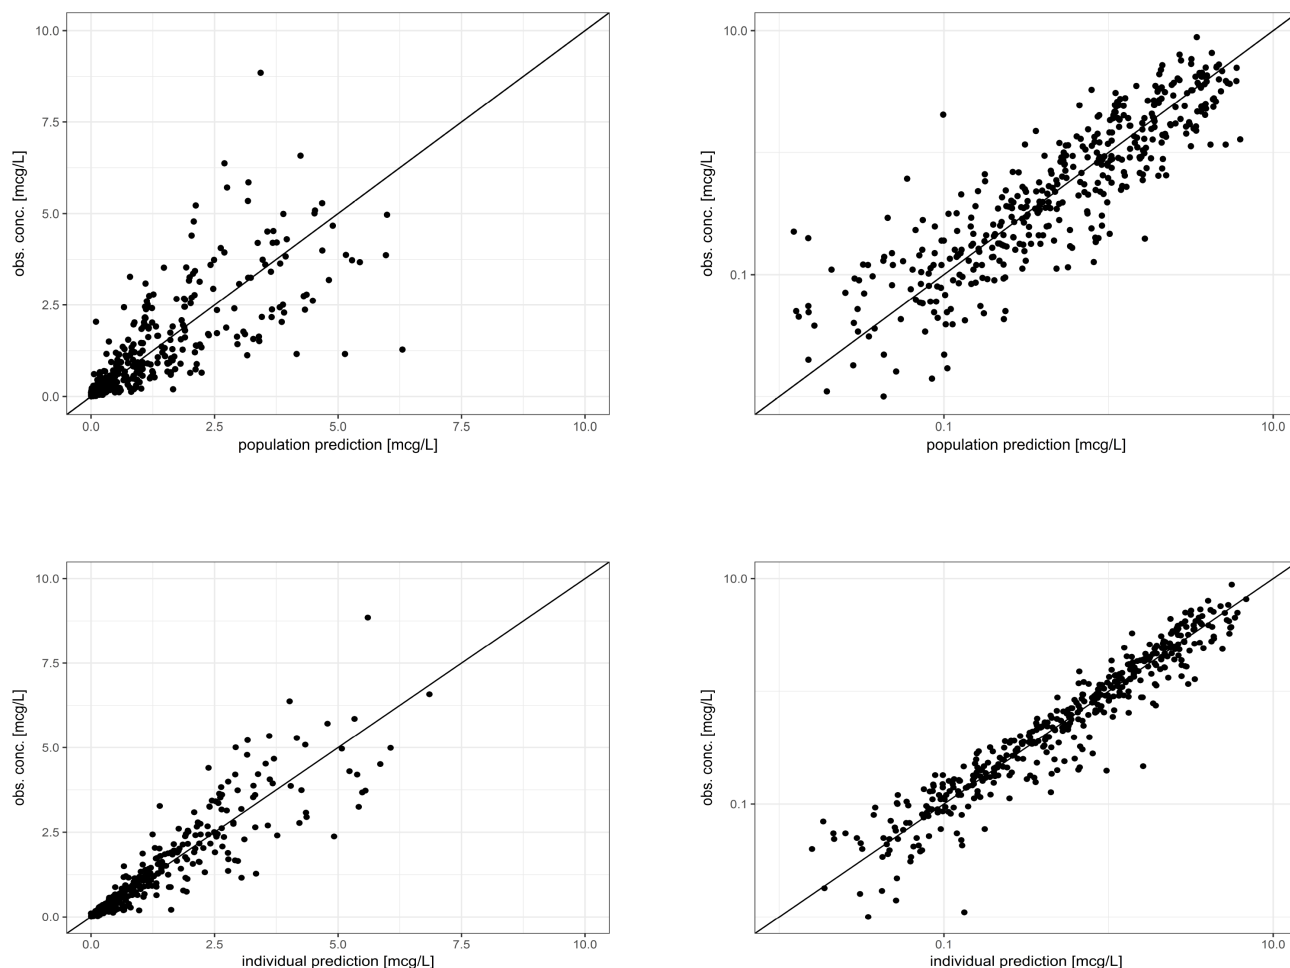 10.0
7.5
5.0
2.5
0.0
obs. conc. [mcg/L]
0.0 2.5 5.0 7.5 10.0
population prediction [mcg/L]
10.0
0.1
obs. conc. [mcg/L]
0.1 10.0
population prediction [mcg/L]
10.0
7.5
5.0
2.5
0.0
obs. conc. [mcg/L]
0.0 2.5 5.0 7.5 10.0
individual prediction [mcg/L]
10.0
0.1
obs. conc. [mcg/L]
0.1 10.0
individual prediction [mcg/L]